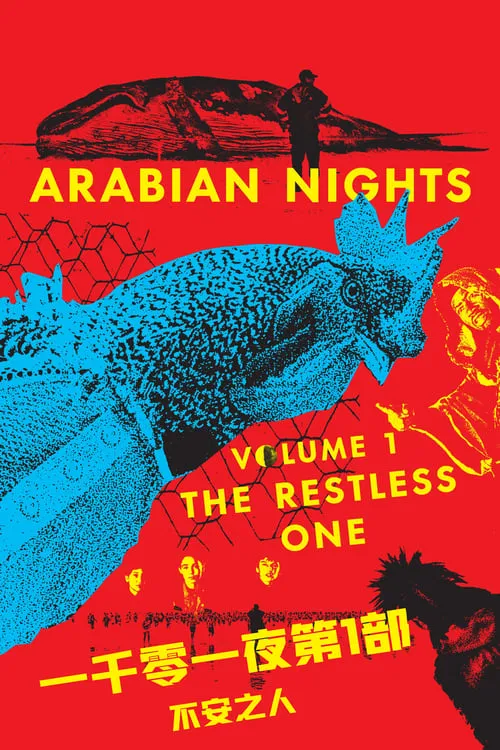 ARABIAN NIGHTS
VOLUME 1
THE RESTLESS
ONE
一千零一夜第1部
不安之人